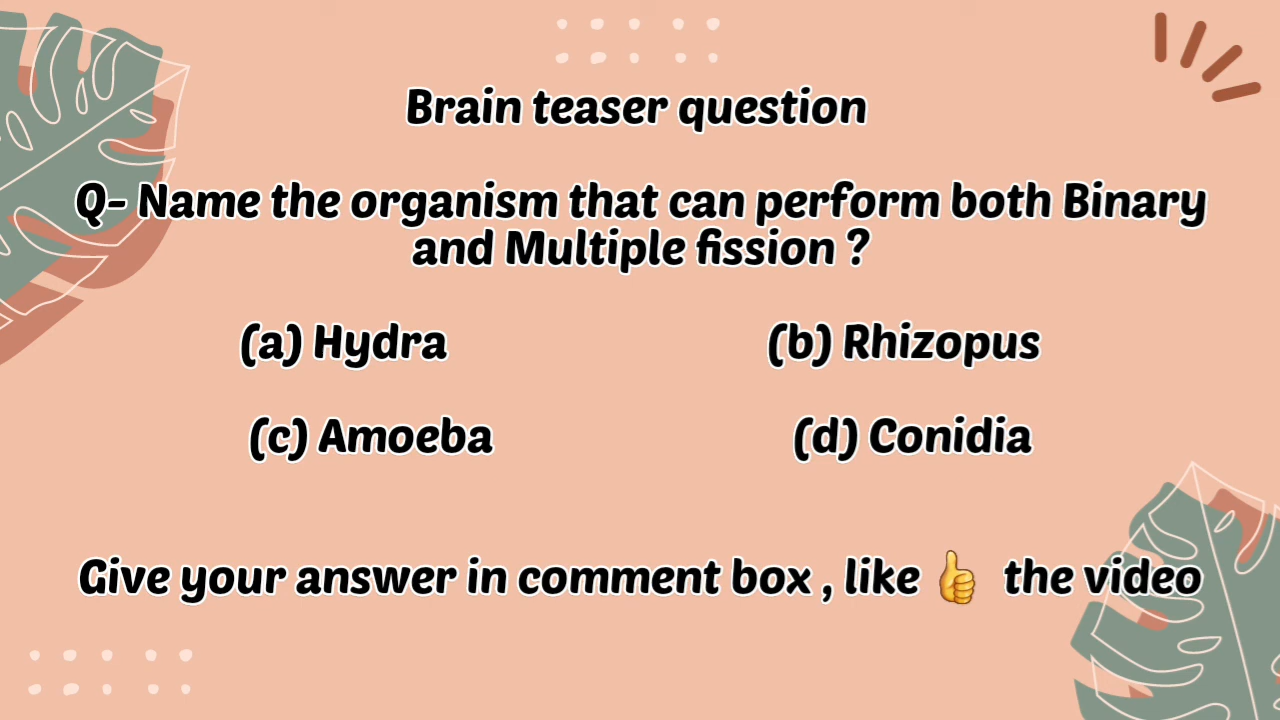 Brain teaser question
Q- Name the organism that can perform both Binary
and Multiple fission ?
(a) Hydra (b) Rhizopus
(c) Amoeba (d) Conidia
Give your answer in comment box , like 👍 the video